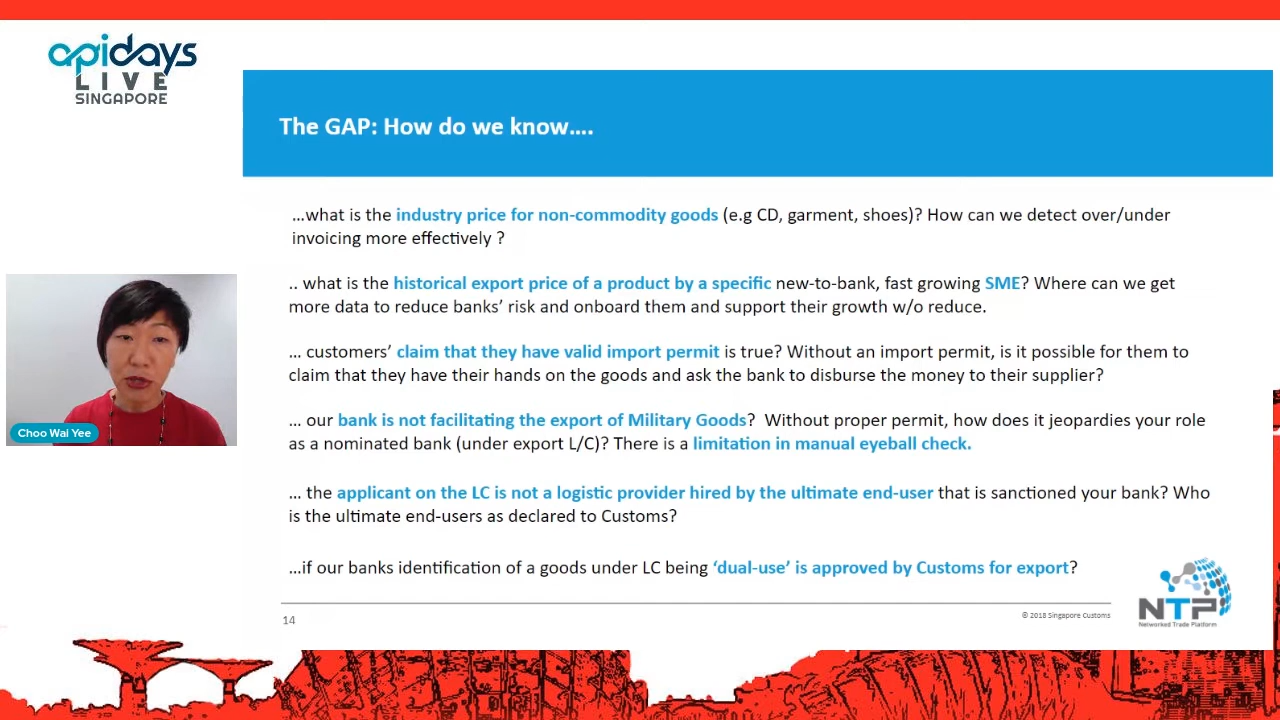 apidays
LIVE
SINGAPORE
The GAP: How do we know....
...what is the industry price for non-commodity goods (e.g CD, garment, shoes)? How can we detect over/under
invoicing more effectively ?
.. what is the historical export price of a product by a specific new-to-bank, fast growing SME? Where can we get
more data to reduce banks' risk and onboard them and support their growth w/o reduce.
... customers' claim that they have valid import permit is true? Without an import permit, is it possible for them to
claim that they have their hands on the goods and ask the bank to disburse the money to their supplier?
... our bank is not facilitating the export of Military Goods?  Without proper permit, how does it jeopardies your role
as a nominated bank (under export L/C)? There is a limitation in manual eyeball check.
Choo Wai Yee
... the applicant on the LC is not a logistic provider hired by the ultimate end-user that is sanctioned your bank? Who
is the ultimate end-users as declared to Customs?
...if our banks identification of a goods under LC being 'dual-use' is approved by Customs for export?
14
© 2018 Singapore Customs
NTP
Networked Trade Platform